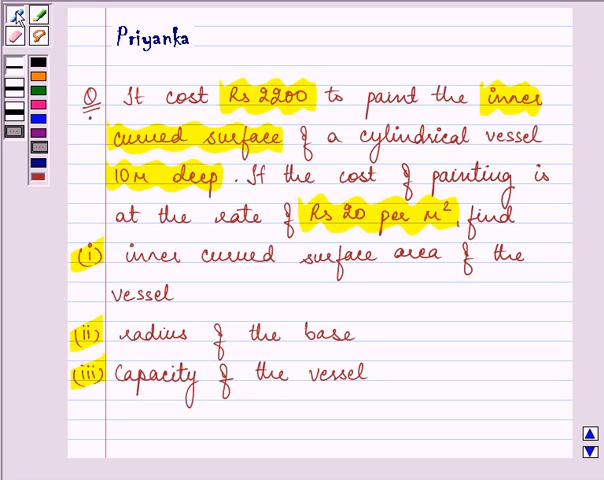 Priyanka
Q It cost Rs 2200 to paint the inner
curved surface of a cylindrical vessel
10m deep. If the cost of painting is
at the rate of Rs 20 per m², find
(i) inner curved surface area of the
vessel
(ii) radius of the base
(iii) Capacity of the vessel